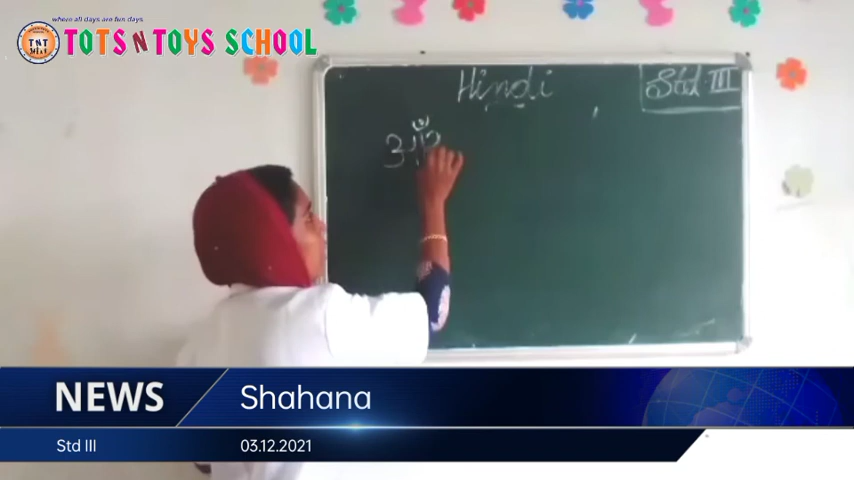 where all days are fun days.
TNT
TOTS N TOYS SCHOOL
Hindi
Std III
NEWS
Shahana
Std III
03.12.2021